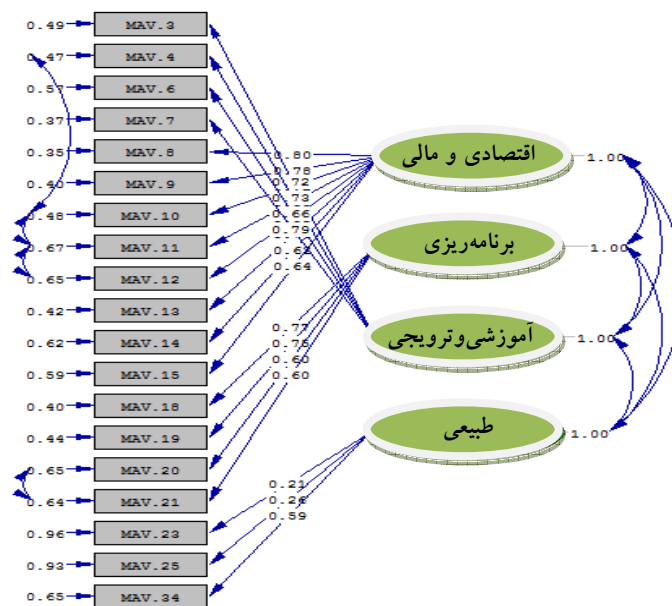 0.49 MAV.3
0.47 MAV.4
0.57 MAV.6
0.37 MAV.7
0.35 MAV.8
0.40 MAV.9
0.48 MAV.10
0.67 MAV.11
0.65 MAV.12
0.42 MAV.13
0.62 MAV.14
0.59 MAV.15
0.40 MAV.18
0.44 MAV.19
0.65 MAV.20
0.64 MAV.21
0.96 MAV.23
0.93 MAV.25
0.65 MAV.34
0.80
0.78
0.72
0.73
0.66
0.79
0.62
0.64
0.77
0.75
0.60
0.60
0.21
0.26
0.59
اقتصادی و مالی
1.00
برنامه‌ریزی
1.00
آموزشی‌وترویجی
1.00
طبیعی
1.00